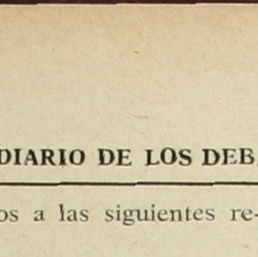 DIARIO DE LOS DEB
os a las siguientes re-